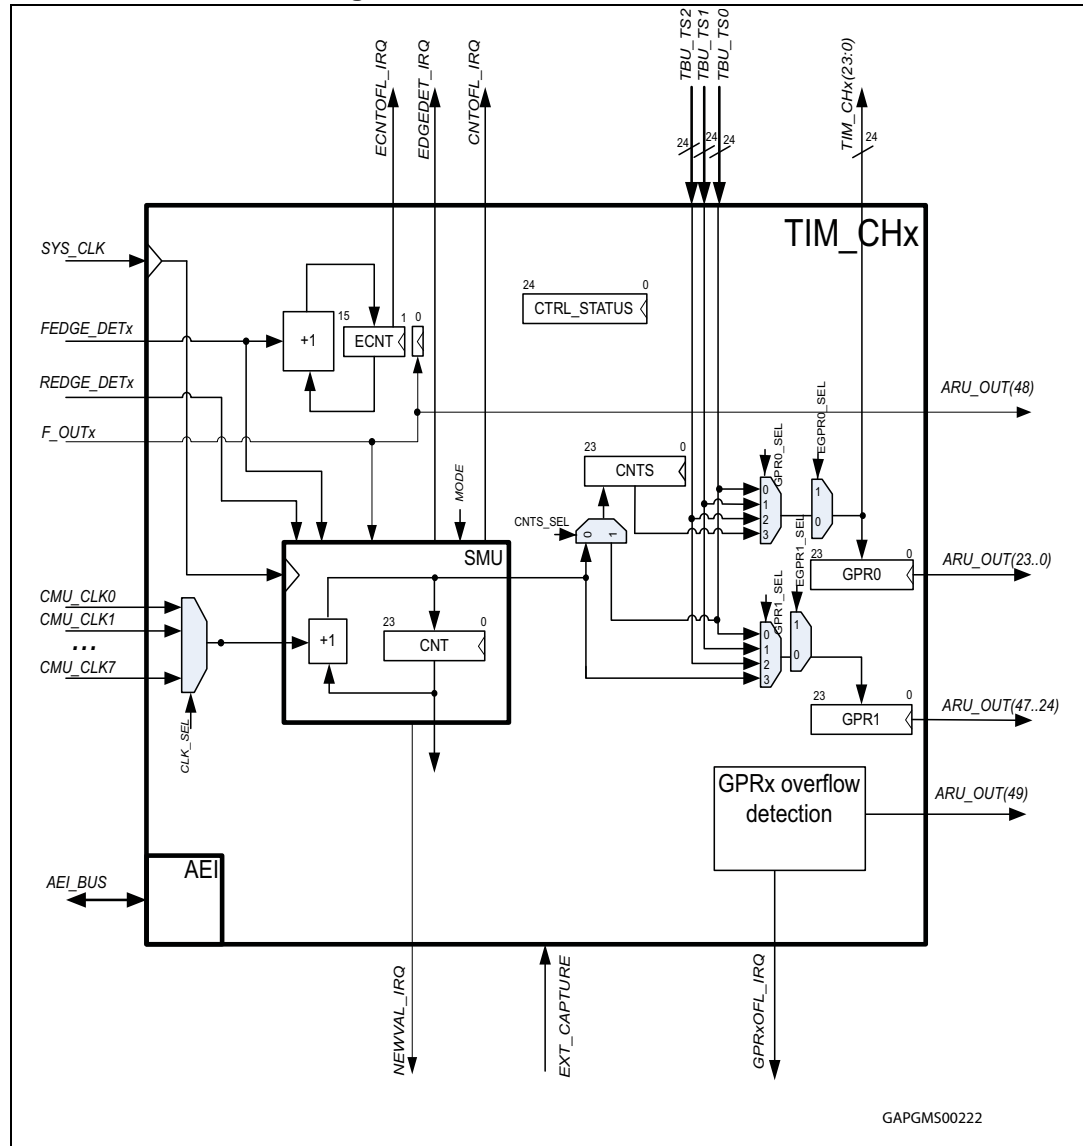 ECNTOFL_IRQ
EDGEDET_IRQ
CNTOFL_IRQ
TBU_TS2
TBU_TS1
TBU_TS0
TIM_CHx(23:0)
24
24
24
24
TIM_CHx
SYS_CLK
FEDGE_DETx
REDGE_DETx
F_OUTx
+1
15
1
0
ECNT
24
0
CTRL_STATUS
ARU_OUT(48)
MODE
23
0
CNTS
CNTS_SEL
0
1
GPR0_SEL
EGPR0_SEL
0
1
2
3
1
0
23
0
GPR0
ARU_OUT(23..0)
SMU
+1
23
0
CNT
CMU_CLK0
CMU_CLK1
...
CMU_CLK7
CLK_SEL
GPR1_SEL
EGPR1_SEL
0
1
2
3
1
0
23
0
GPR1
ARU_OUT(47..24)
GPRx overflow
detection
ARU_OUT(49)
AEI
AEI_BUS
NEWVAL_IRQ
EXT_CAPTURE
GPRxOFL_IRQ
GAPGMS00222